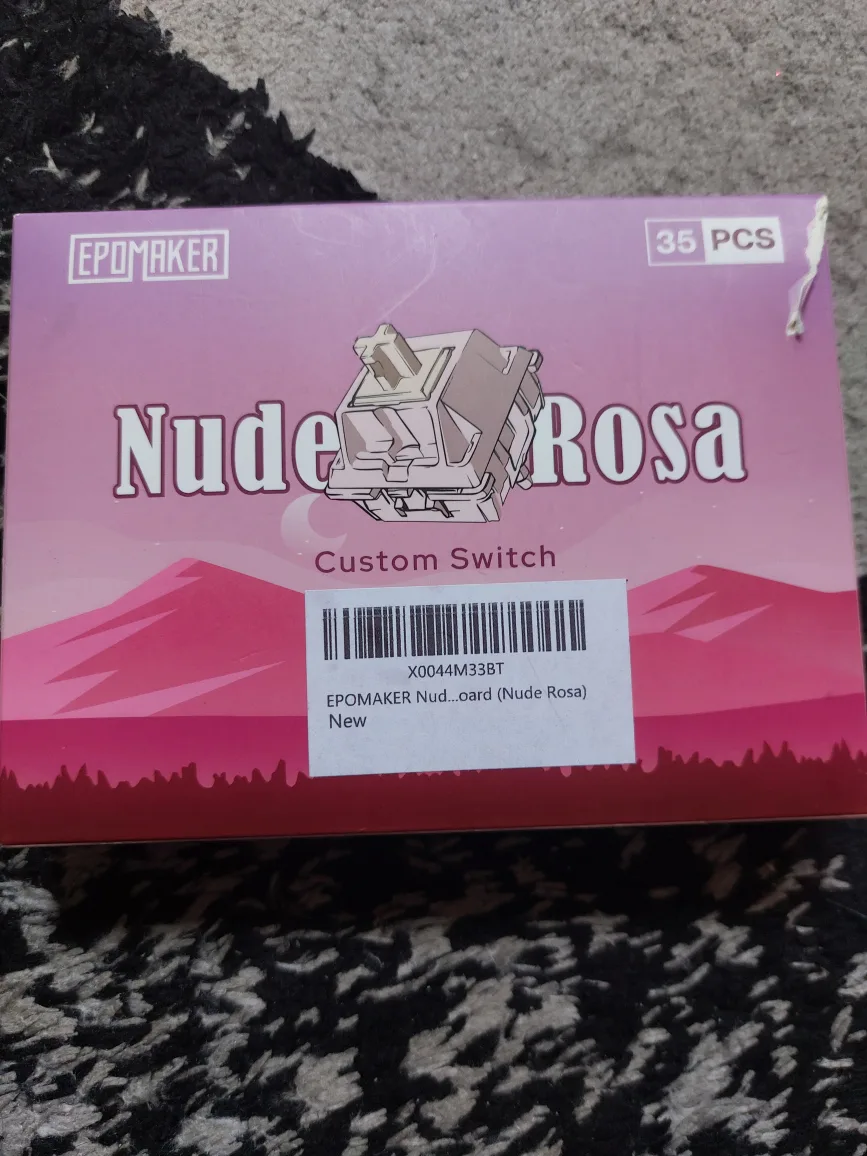 EPOMAKER
35 PCS
Nude Rosa
Custom Switch
X0044M33BT
EPOMAKER Nud...oard (Nude Rosa)
New